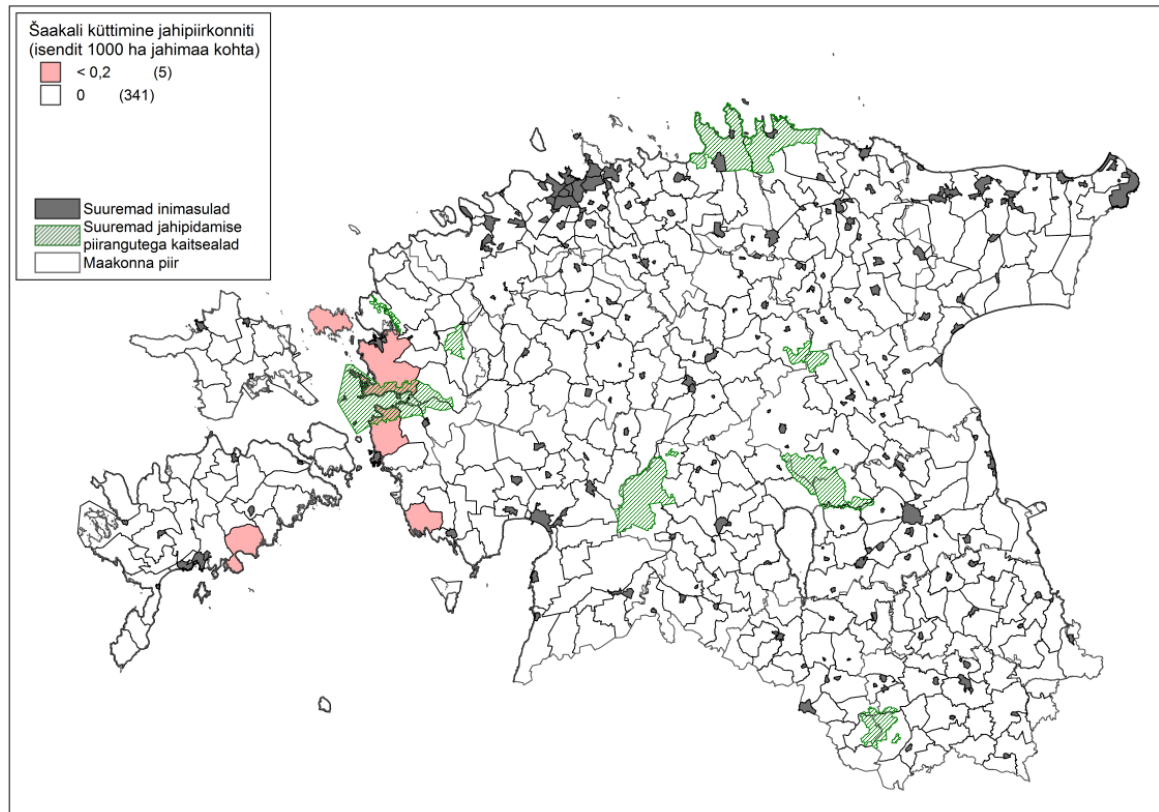 Šaakali küttimine jahipiirkonniti
(isendit 1000 ha jahimaa kohta)
< 0,2 (5)
0 (341)
Suuremad inimasulad
Suuremad jahipidamise
piirangutega kaitsealad
Maakonna piir